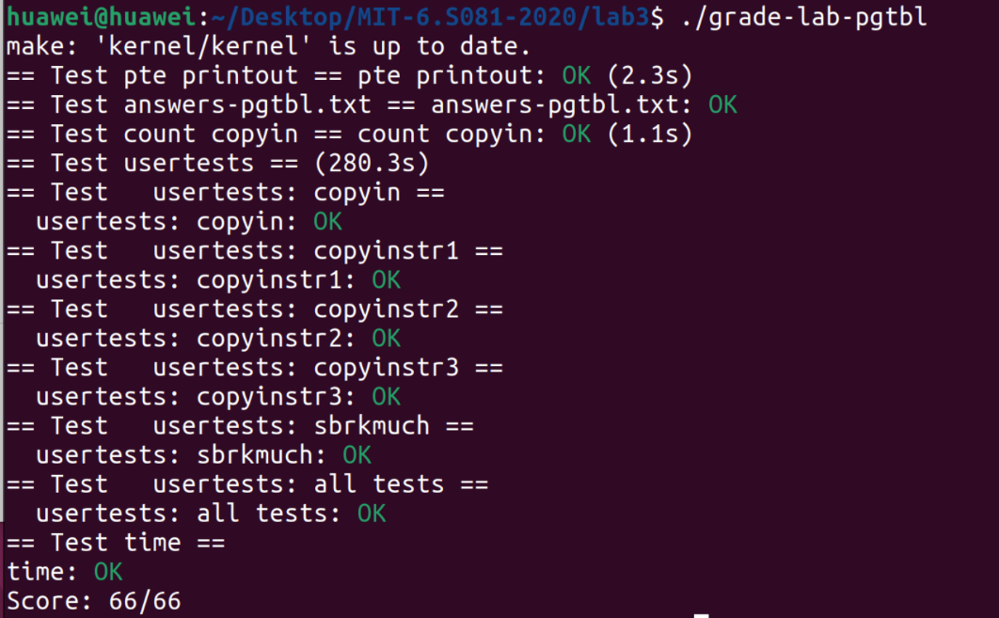 huawei@huawei:~/Desktop/MIT-6.S081-2020/lab3$ ./grade-lab-pgtbl
make: 'kernel/kernel' is up to date.
== Test pte printout == pte printout: OK (2.3s)
== Test answers-pgtbl.txt == answers-pgtbl.txt: OK
== Test count copyin == count copyin: OK (1.1s)
== Test usertests == (280.3s)
== Test   usertests: copyin ==
  usertests: copyin: OK
== Test   usertests: copyinstr1 ==
  usertests: copyinstr1: OK
== Test   usertests: copyinstr2 ==
  usertests: copyinstr2: OK
== Test   usertests: copyinstr3 ==
  usertests: copyinstr3: OK
== Test   usertests: sbrkmuch ==
  usertests: sbrkmuch: OK
== Test   usertests: all tests ==
  usertests: all tests: OK
== Test time ==
time: OK
Score: 66/66